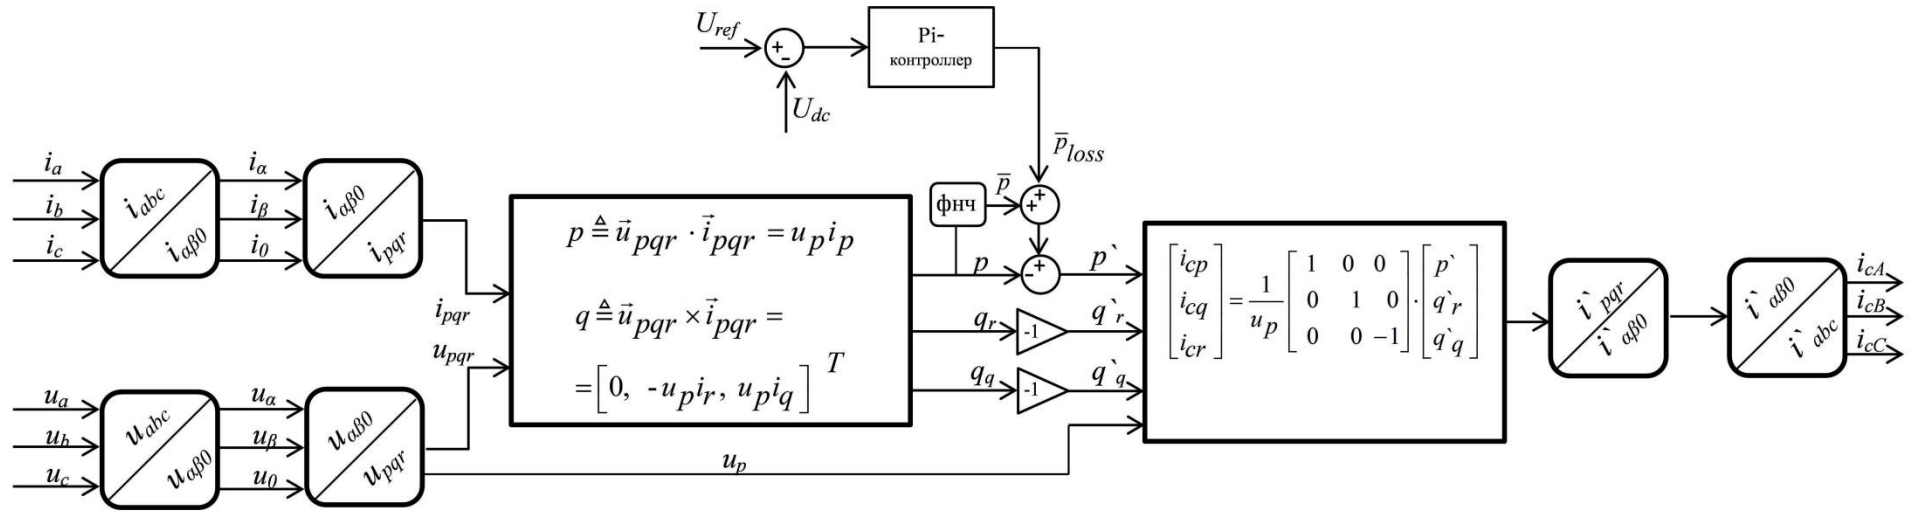 U_ref
Pi-
контроллер
+
-
U_dc
p̅_loss
i_a
i_b
i_c
i_abc
i_αβ0
i_α
i_β
i_0
i_αβ0
i_pqr
i_pqr
u_pqr
u_a
u_b
u_c
u_abc
u_αβ0
u_α
u_β
u_0
u_αβ0
u_pqr
u_p
p ≜ u⃗_pqr · i⃗_pqr = u_p i_p
q ≜ u⃗_pqr × i⃗_pqr =
= [0, -u_p i_r, u_p i_q]^T
фнч
p̅
+
+
p
-
+
p`
q_r
-1
q`_r
q_q
-1
q`_q
[i_cp i_cq i_cr] = 1/u_p [1 0 0; 0 1 0; 0 0 -1] · [p` q`_r q`_q]
i`_pqr
i`_αβ0
i`_αβ0
i`_abc
i_cA
i_cB
i_cC